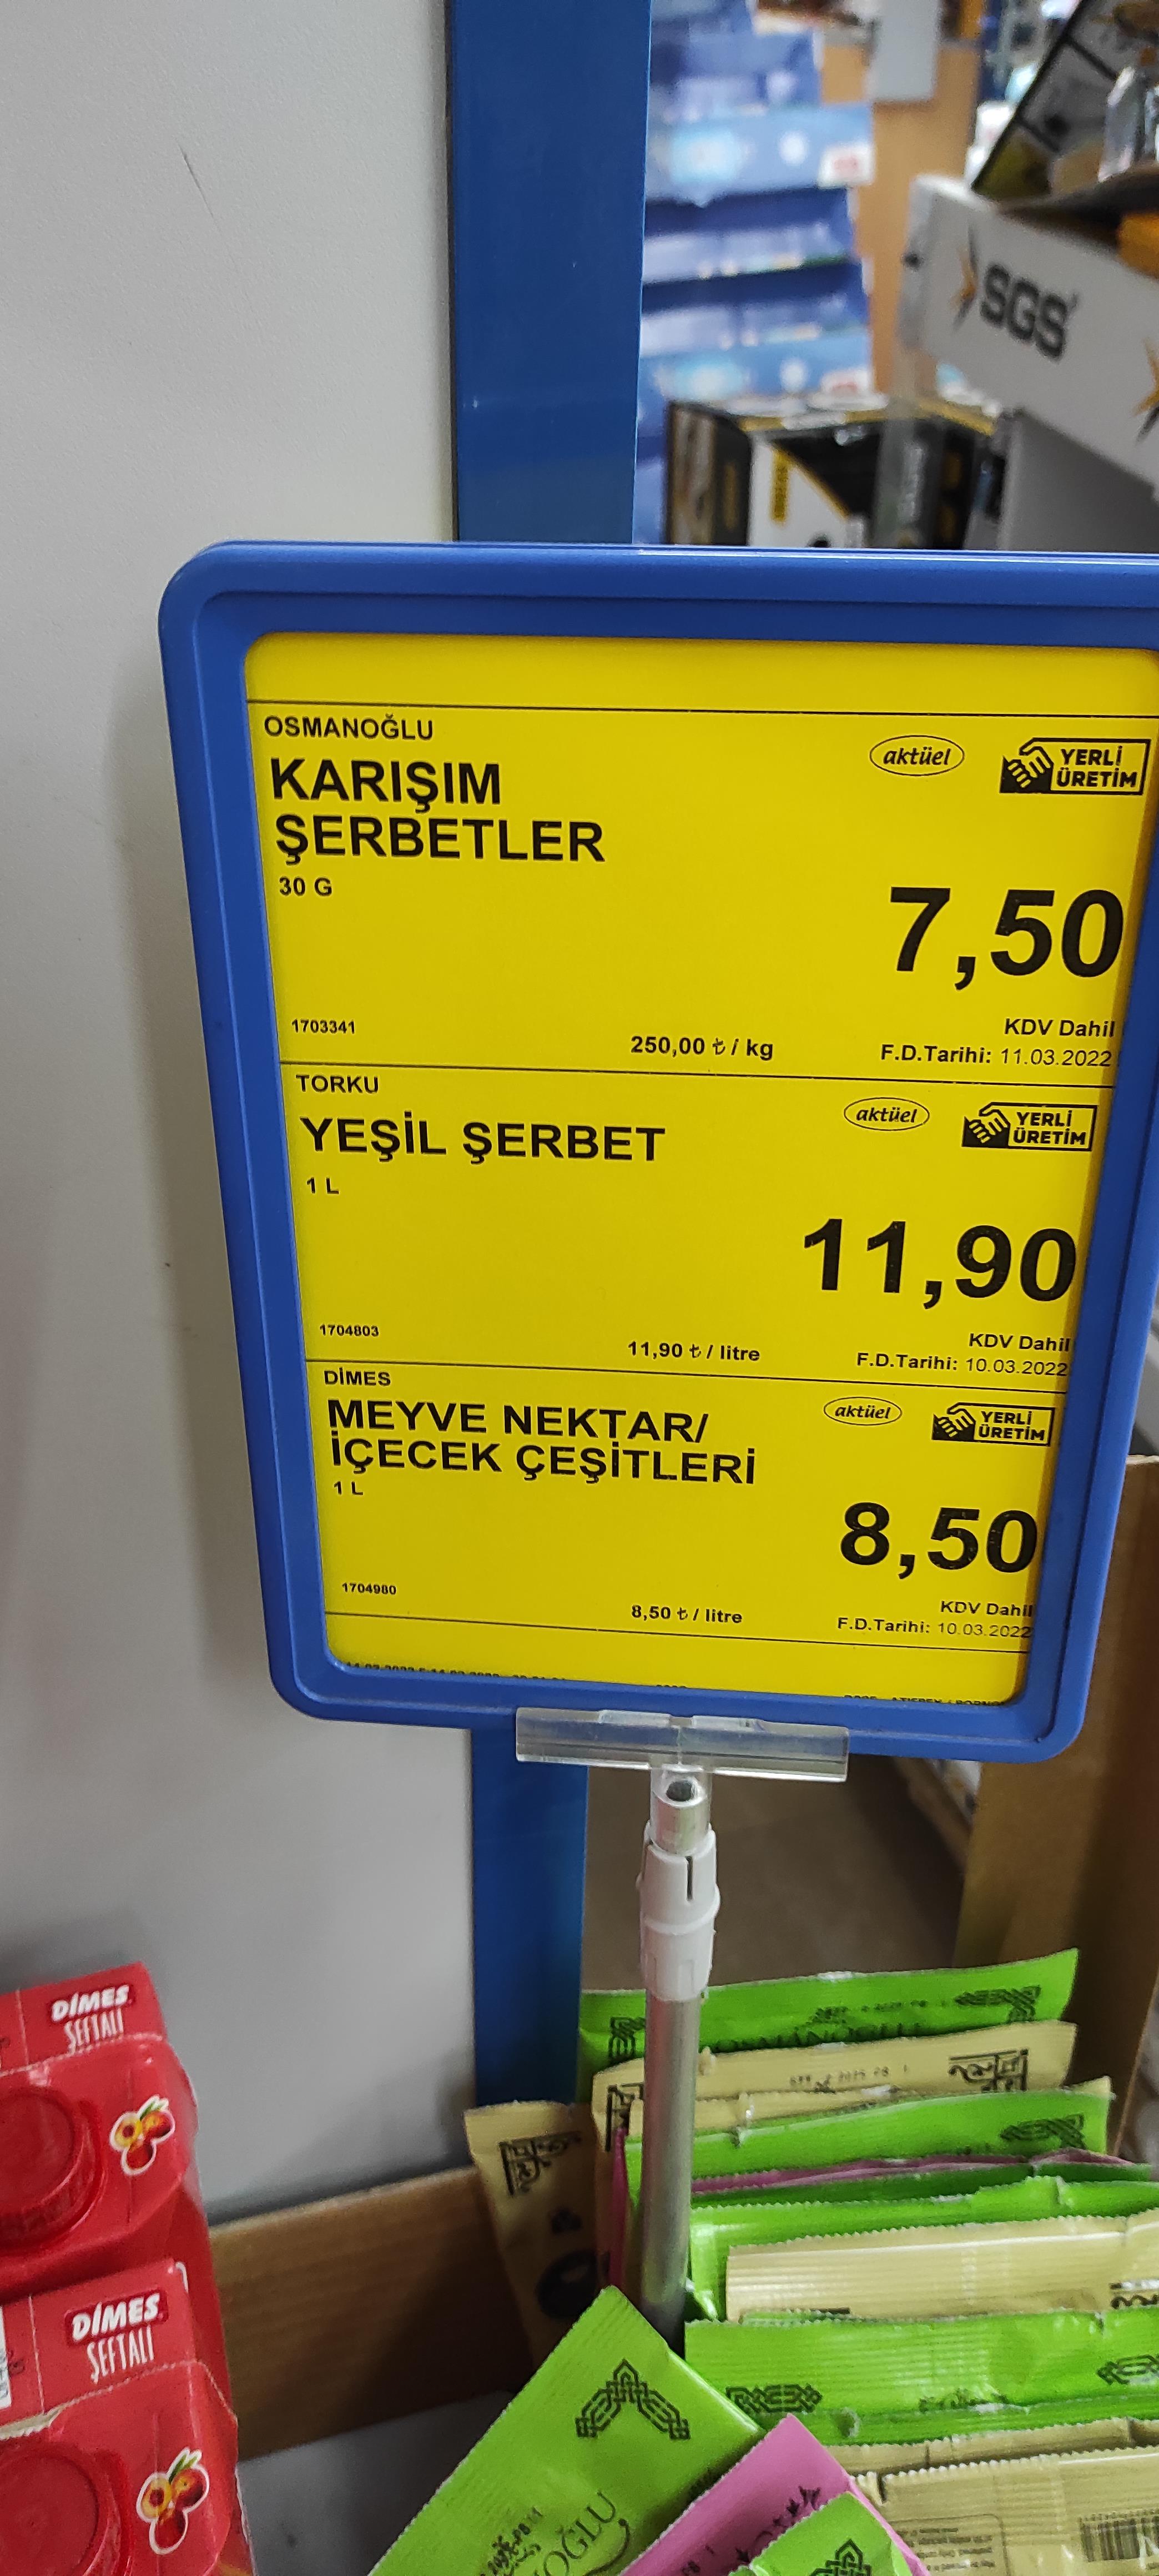 SGS
OSMANOĞLU
KARIŞIM
ŞERBETLER
30 G
aktüel
YERLİ
ÜRETİM
7,50
1703341
250,00 ₺ / kg
KDV Dahil
F.D.Tarihi: 11.03.2022
TORKU
YEŞİL ŞERBET
1 L
aktüel
YERLİ
ÜRETİM
11,90
1704803
11,90 ₺ / litre
KDV Dahil
F.D.Tarihi: 10.03.2022
DİMES
MEYVE NEKTAR/
İÇECEK ÇEŞİTLERİ
1 L
aktüel
YERLİ
ÜRETİM
8,50
1704980
8,50 ₺ / litre
KDV Dahil
F.D.Tarihi: 10.03.2022
DİMES
ŞEFTALİ
OSMANOĞLU
DİMES
ŞEFTALİ